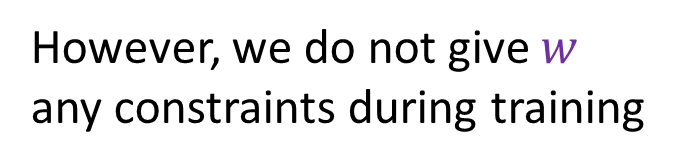 However, we do not give w
any constraints during training